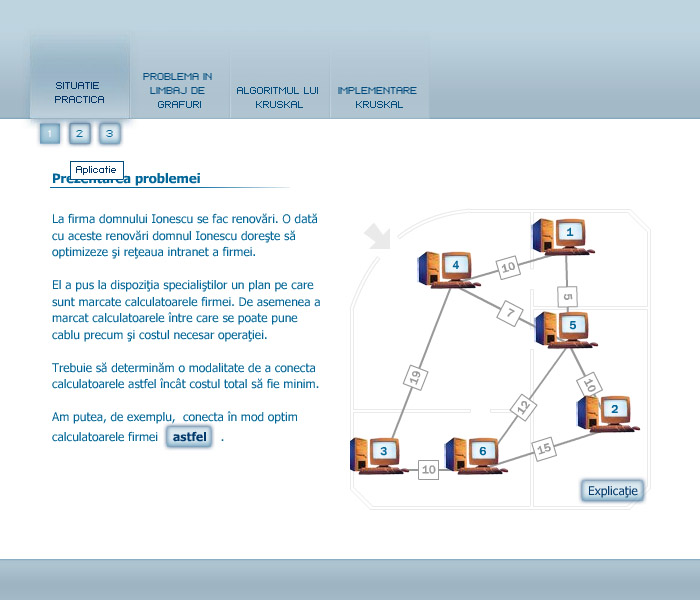 SITUATIE
PRACTICA
PROBLEMA IN
LIMBAJ DE
GRAFURI
ALGORITMUL LUI
KRUSKAL
IMPLEMENTARE
KRUSKAL
1
2
3
Aplicatie
Prezentarea problemei
La firma domnului Ionescu se fac renovări. O dată
cu aceste renovări domnul Ionescu doreşte să
optimizeze şi reţeaua intranet a firmei.
El a pus la dispoziţia specialiştilor un plan pe care
sunt marcate calculatoarele firmei. De asemenea a
marcat calculatoarele între care se poate pune
cablu precum şi costul necesar operaţiei.
Trebuie să determinăm o modalitate de a conecta
calculatoarele astfel încât costul total să fie minim.
Am putea, de exemplu, conecta în mod optim
calculatoarele firmei astfel .
1
4
10
5
7
5
19
10
12
2
3
10
6
15
Explicaţie